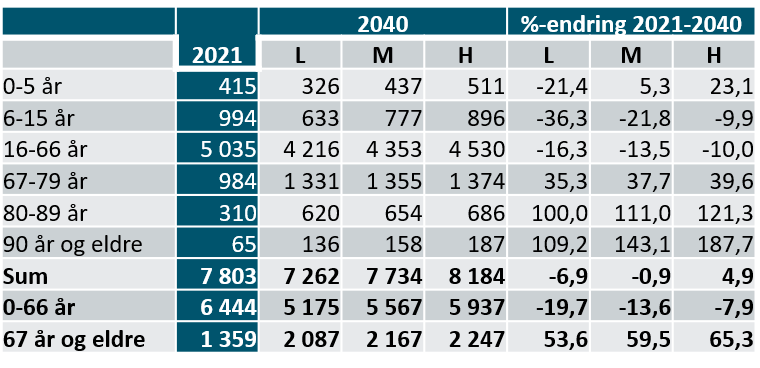 2040 %-endring 2021-2040
2021 L M H L M H
0-5 år 415 326 437 511 -21,4 5,3 23,1
6-15 år 994 633 777 896 -36,3 -21,8 -9,9
16-66 år 5 035 4 216 4 353 4 530 -16,3 -13,5 -10,0
67-79 år 984 1 331 1 355 1 374 35,3 37,7 39,6
80-89 år 310 620 654 686 100,0 111,0 121,3
90 år og eldre 65 136 158 187 109,2 143,1 187,7
Sum 7 803 7 262 7 734 8 184 -6,9 -0,9 4,9
0-66 år 6 444 5 175 5 567 5 937 -19,7 -13,6 -7,9
67 år og eldre 1 359 2 087 2 167 2 247 53,6 59,5 65,3